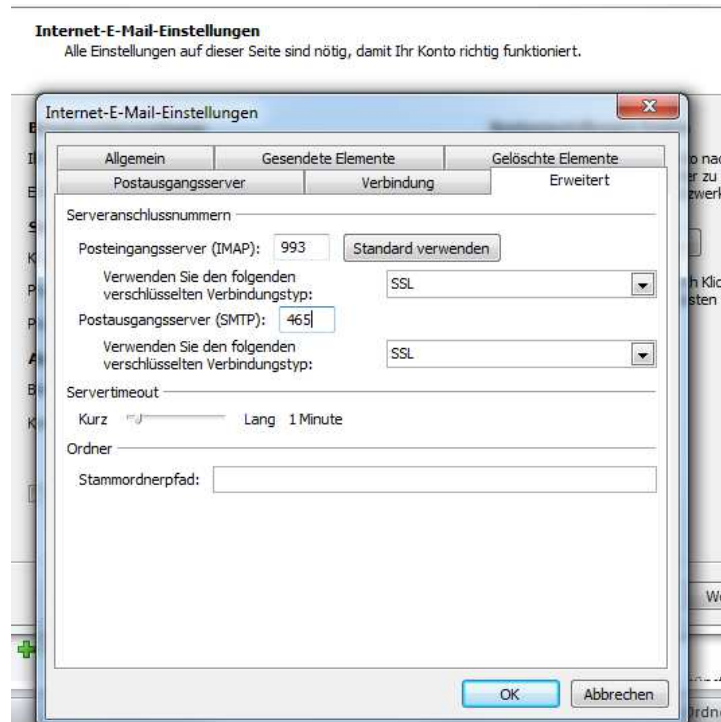 Internet-E-Mail-Einstellungen
Alle Einstellungen auf dieser Seite sind nötig, damit Ihr Konto richtig funktioniert.
Internet-E-Mail-Einstellungen
Allgemein Gesendete Elemente Gelöschte Elemente
Postausgangsserver Verbindung Erweitert
Serveranschlussnummern
Posteingangsserver (IMAP): 993 Standard verwenden
Verwenden Sie den folgenden
verschlüsselten Verbindungstyp: SSL
Postausgangsserver (SMTP): 465
Verwenden Sie den folgenden
verschlüsselten Verbindungstyp: SSL
Servertimeout
Kurz Lang 1 Minute
Ordner
Stammordnerpfad:
OK Abbrechen